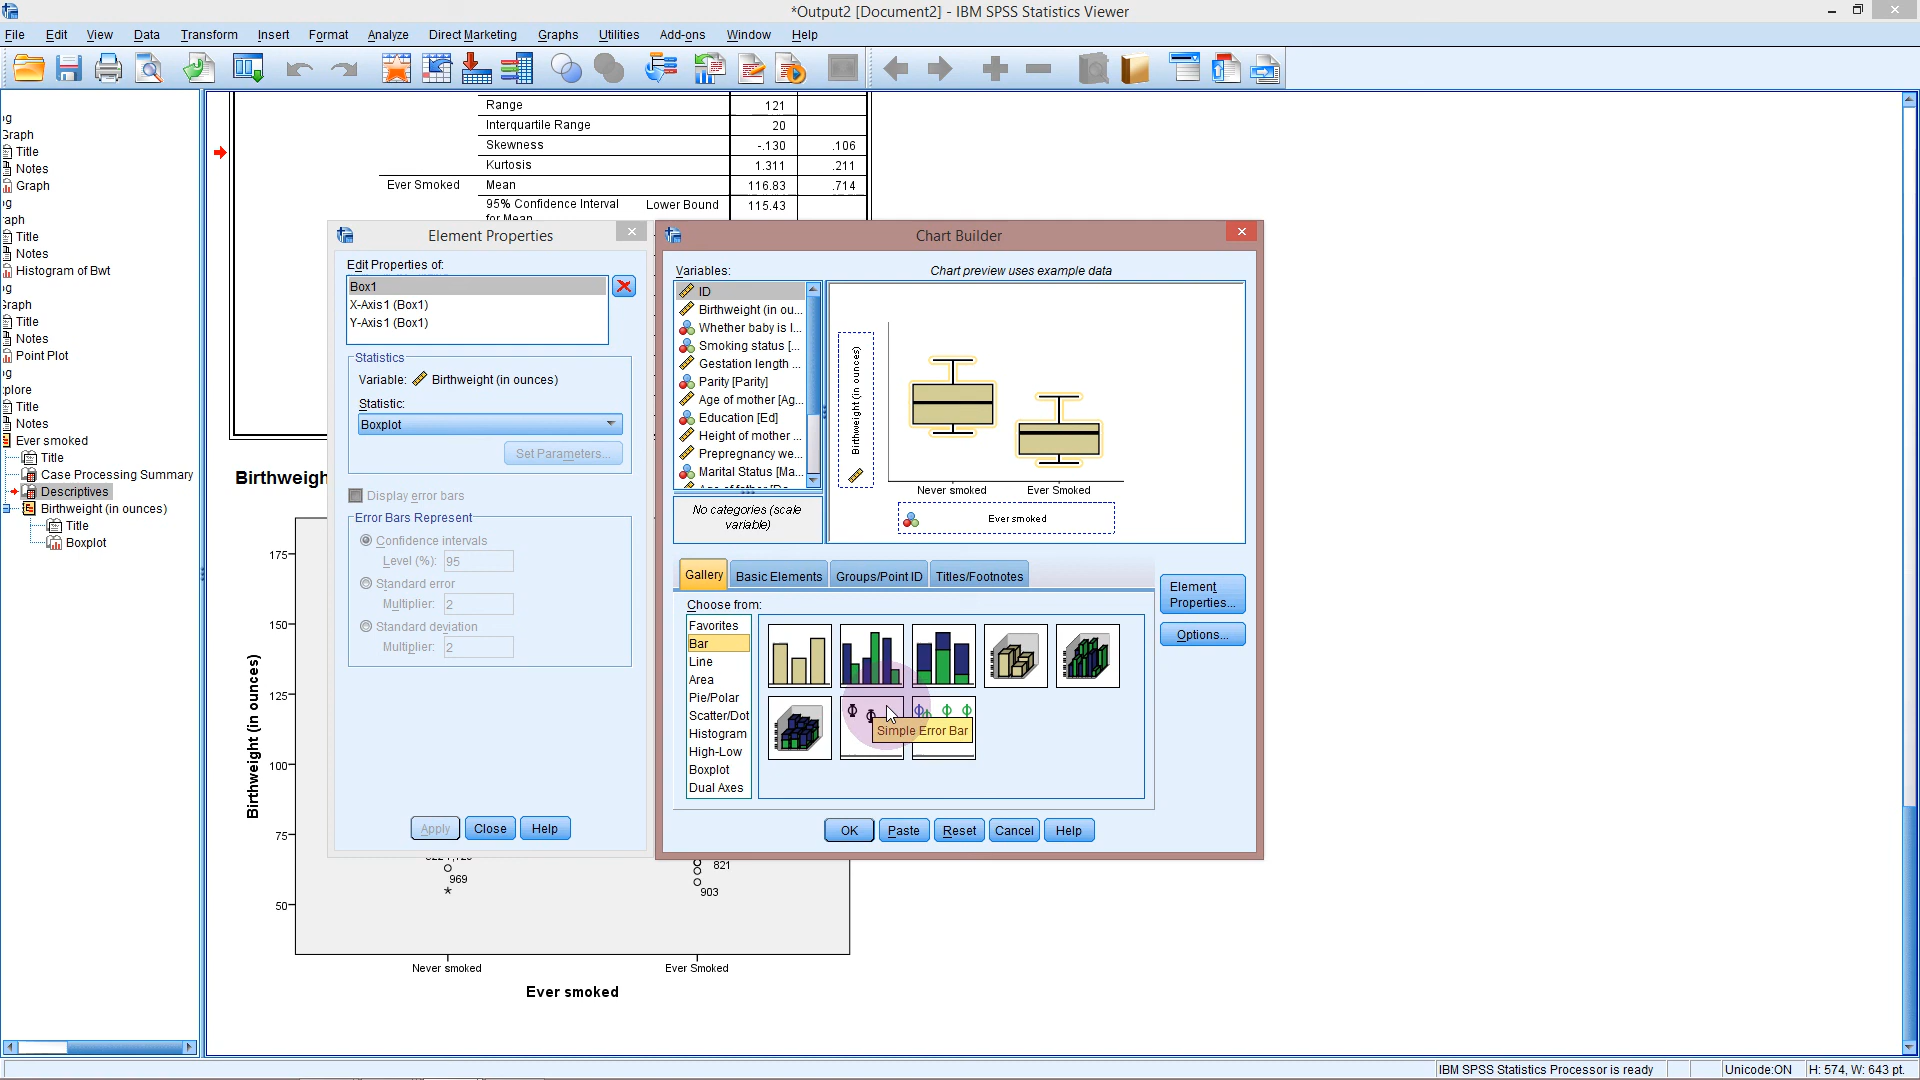 *Output2 [Document2] - IBM SPSS Statistics Viewer
File Edit View Data Transform Insert Format Analyze Direct Marketing Graphs Utilities Add-ons Window Help
og
Graph
Title
Notes
Graph
og
raph
Title
Notes
Histogram of Bwt
og
Graph
Title
Notes
Point Plot
og
plore
Title
Notes
Ever smoked
Title
Case Processing Summary
Descriptives
Birthweight (in ounces)
Title
Boxplot
Range 121
Interquartile Range 20
Skewness -.130 .106
Kurtosis 1.311 .211
Ever Smoked Mean 116.83 .714
95% Confidence Interval Lower Bound 115.43
for Mean
Birthweigh
175
150
125
100
75
50
Birthweight (in ounces)
969
*
821
903
Never smoked Ever Smoked
Ever smoked
Element Properties
Edit Properties of:
Box1
X-Axis1 (Box1)
Y-Axis1 (Box1)
Statistics
Variable: Birthweight (in ounces)
Statistic:
Boxplot
Set Parameters...
Display error bars
Error Bars Represent
Confidence intervals
Level (%): 95
Standard error
Multiplier: 2
Standard deviation
Multiplier: 2
Apply Close Help
Chart Builder
Variables:
ID
Birthweight (in ou...
Whether baby is l...
Smoking status [...
Gestation length ...
Parity [Parity]
Age of mother [Ag...
Education [Ed]
Height of mother ...
Prepregnancy we...
Marital Status [Ma...
No categories (scale
variable)
Chart preview uses example data
Birthweight (in ounces)
Never smoked Ever Smoked
Ever smoked
Gallery Basic Elements Groups/Point ID Titles/Footnotes
Choose from:
Favorites
Bar
Line
Area
Pie/Polar
Scatter/Dot
Histogram
High-Low
Boxplot
Dual Axes
Simple Error Bar
Element
Properties...
Options...
OK Paste Reset Cancel Help
IBM SPSS Statistics Processor is ready Unicode:ON H: 574, W: 643 pt.